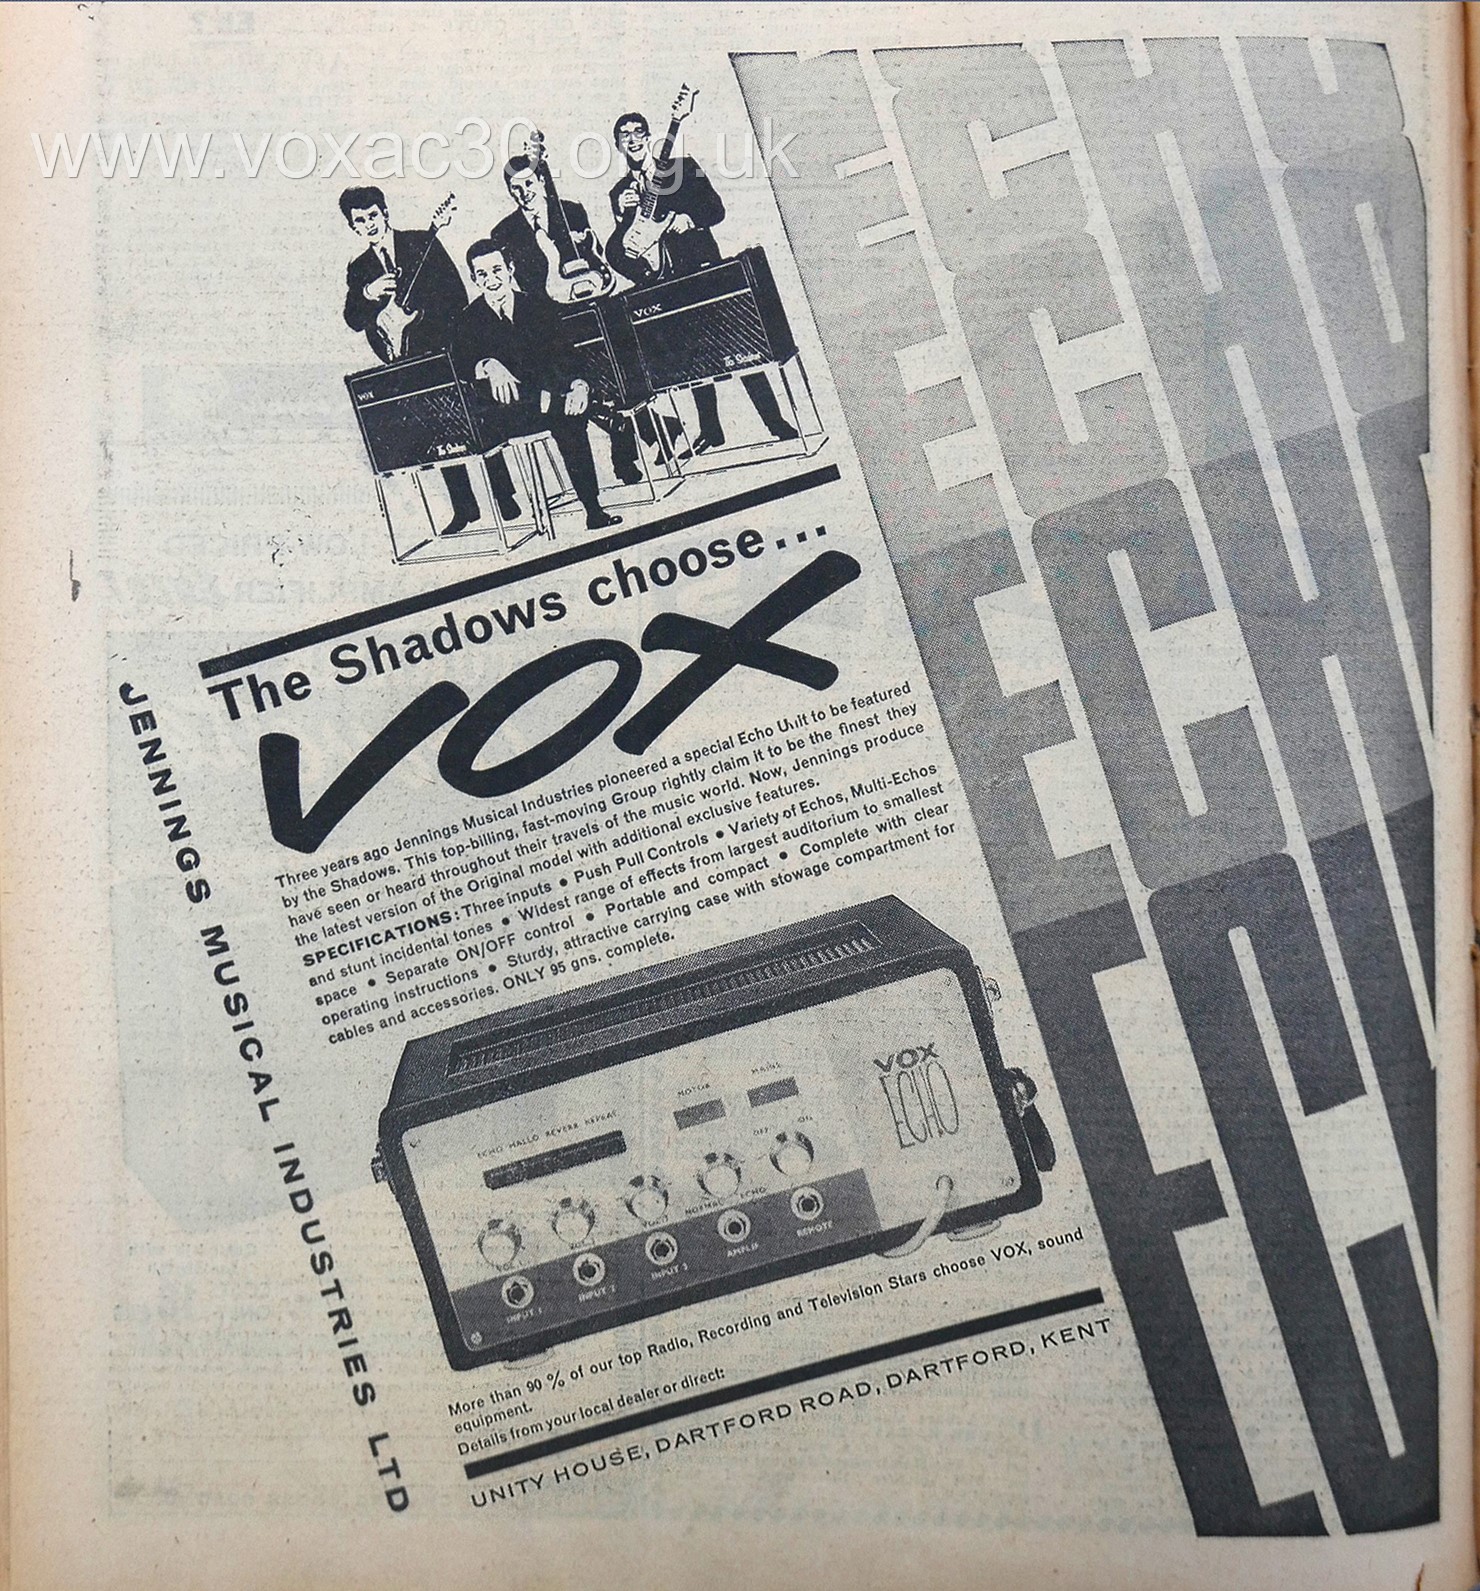 www.voxac30.org.uk
ECHO
ECHO
ECHO
VOX
VOX
The Shadows choose...
VOX
Three years ago Jennings Musical Industries pioneered a special Echo Unit to be featured
by the Shadows. This top-billing, fast-moving Group rightly claim it to be the finest they
have seen or heard throughout their travels of the music world. Now, Jennings produce
the latest version of the Original model with additional exclusive features.
SPECIFICATIONS: Three inputs • Push Pull Controls • Variety of Echos, Multi-Echos
and stunt incidental tones • Widest range of effects from largest auditorium to smallest
space • Separate ON/OFF control • Portable and compact • Complete with clear
operating instructions • Sturdy, attractive carrying case with stowage compartment for
cables and accessories. ONLY 95 gns. complete.
MOTOR MAINS
ECHO HALLO REVERB REPEAT
VOX
ECHO
OFF ON
VOL. 1
NORMAL ECHO
INPUT 1 INPUT 2 INPUT 3 AMPLIF REMOTE
More than 90 % of our top Radio, Recording and Television Stars choose VOX, sound
equipment.
Details from your local dealer or direct:
UNITY HOUSE, DARTFORD ROAD, DARTFORD, KENT
JENNINGS MUSICAL INDUSTRIES LTD